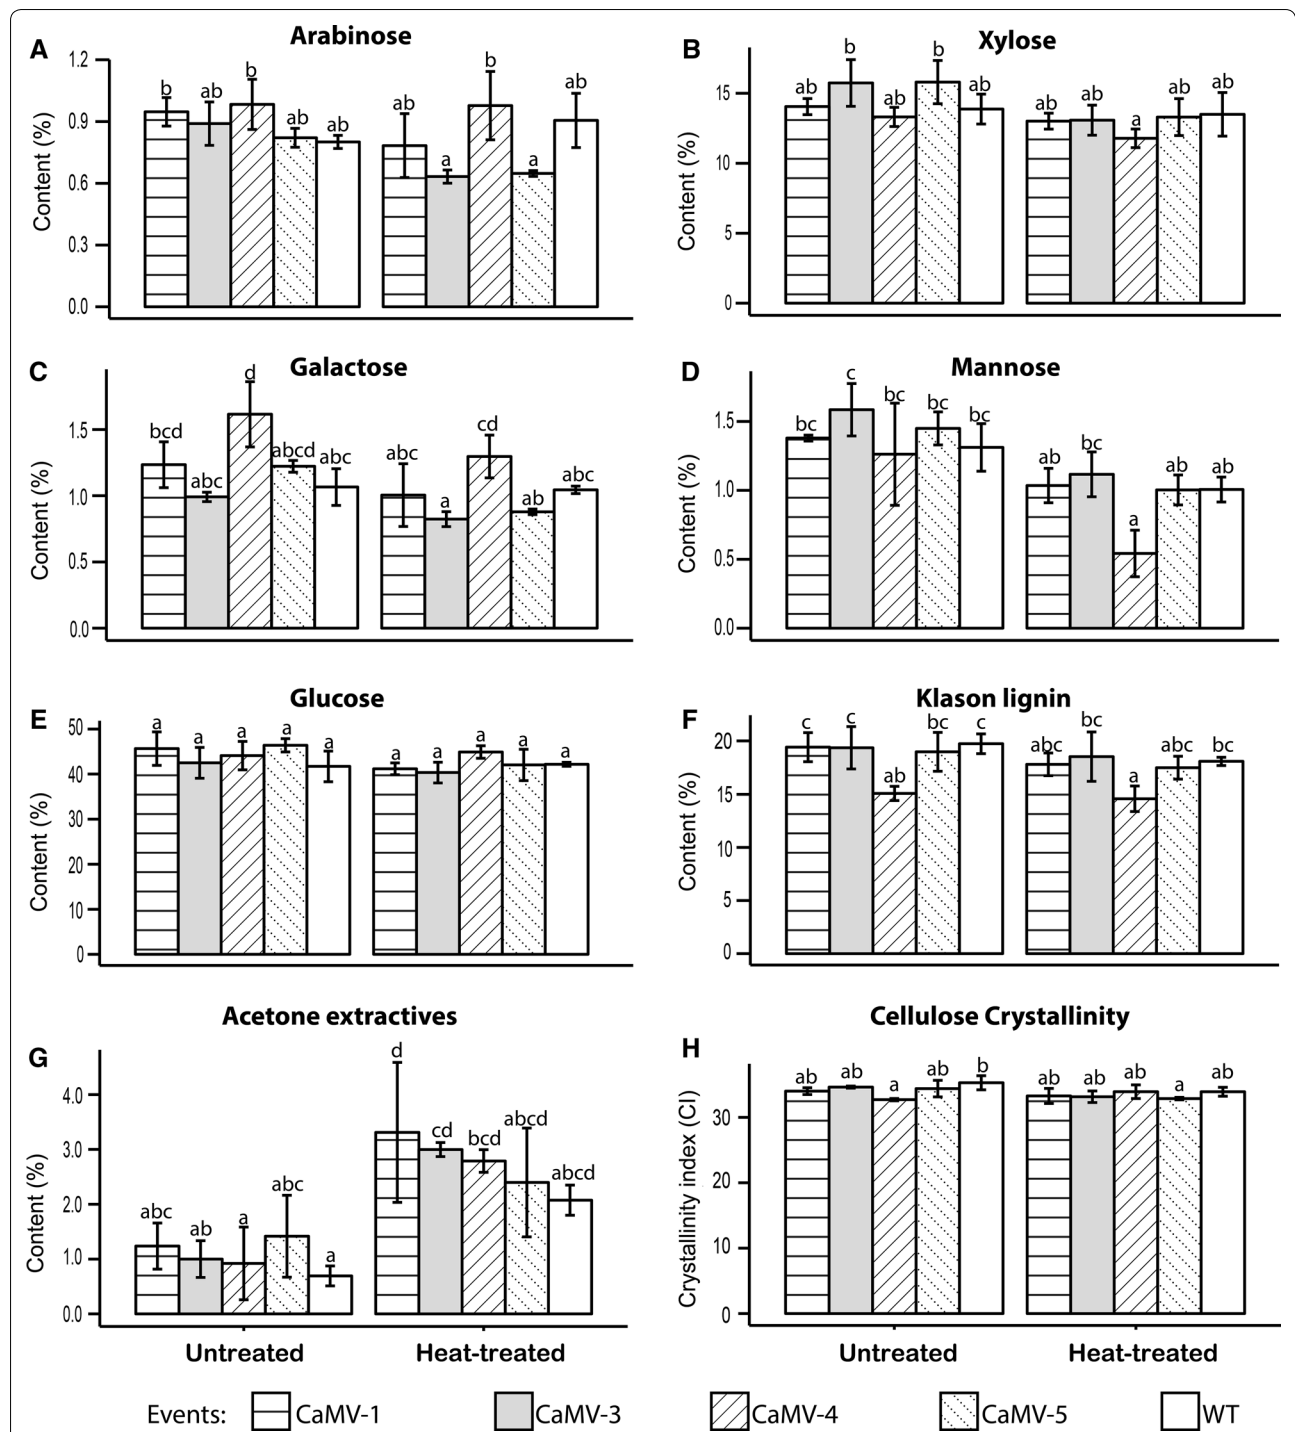 A
Arabinose
Content (%)
1.2
0.9
0.6
0.3
0.0
b ab b ab ab
ab a b a ab
B
Xylose
Content (%)
15
10
5
0
ab b ab b ab
ab ab a ab ab
C
Galactose
Content (%)
1.5
1.0
0.5
0.0
bcd abc d abcd abc
abc a cd ab abc
D
Mannose
Content (%)
1.5
1.0
0.5
0.0
bc c bc bc bc
ab bc a ab ab
E
Glucose
Content (%)
50
40
30
20
10
0
a a a a a
a a a a a
F
Klason lignin
Content (%)
20
15
10
5
0
c c ab bc c
abc bc a abc bc
G
Acetone extractives
Content (%)
4.0
3.0
2.0
1.0
0.0
abc ab a abc a
d cd bcd abcd abcd
Untreated Heat-treated
H
Cellulose Crystallinity
Crystallinity index (CI)
30
20
10
0
ab ab a ab b
ab ab ab a ab
Untreated Heat-treated
Events: CaMV-1 CaMV-3 CaMV-4 CaMV-5 WT